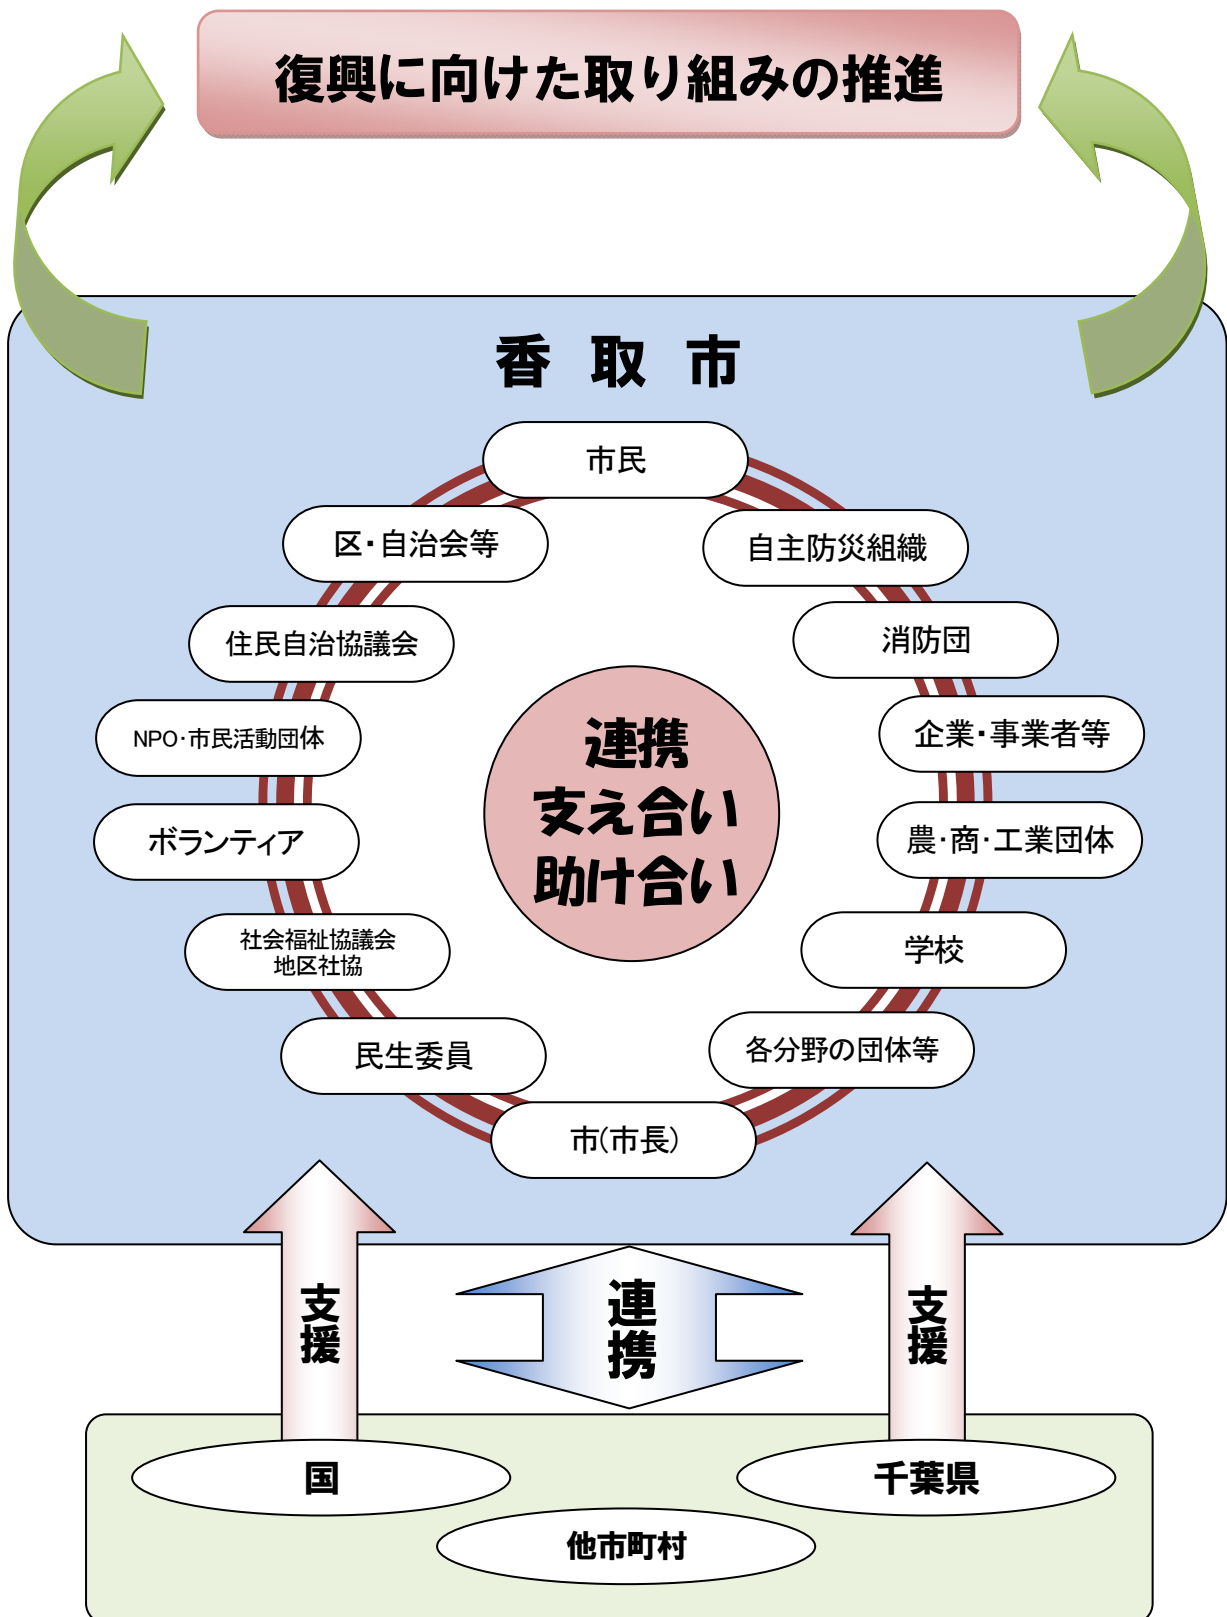 復興に向けた取り組みの推進
香取市
市民
区・自治会等
自主防災組織
住民自治協議会
消防団
NPO・市民活動団体
企業・事業者等
連携
支え合い
助け合い
ボランティア
農・商・工業団体
社会福祉協議会
地区社協
学校
民生委員
各分野の団体等
市(市長)
支援
連携
支援
国
千葉県
他市町村